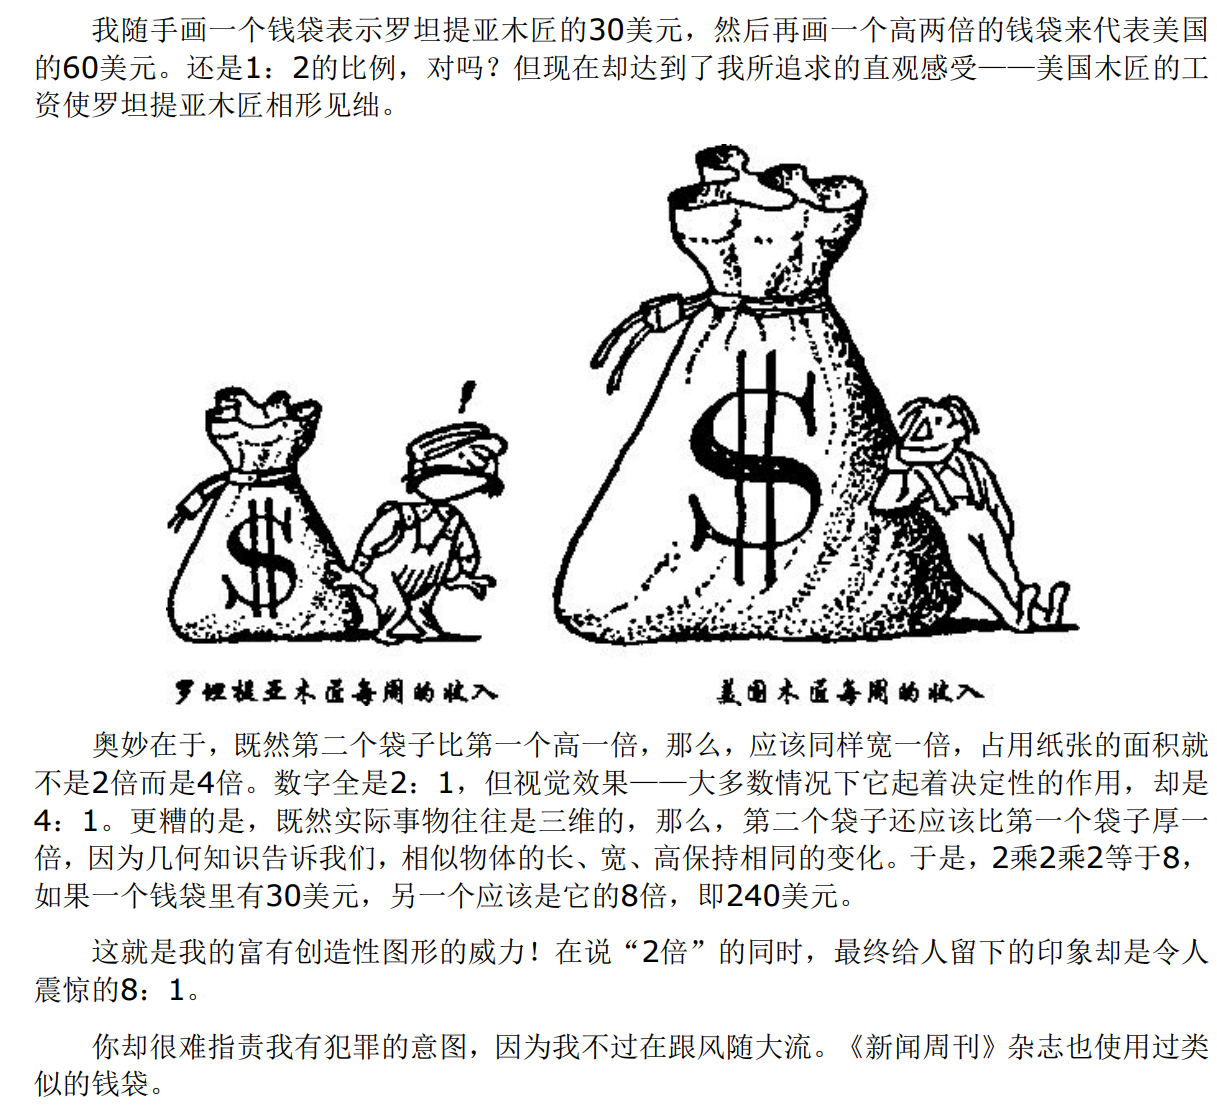 我随手画一个钱袋表示罗坦提亚木匠的30美元，然后再画一个高两倍的钱袋来代表美国
的60美元。还是1：2的比例，对吗？但现在却达到了我所追求的直观感受——美国木匠的工
资使罗坦提亚木匠相形见绌。
!
$
$
罗坦提亚木匠每周的收入
美国木匠每周的收入
奥妙在于，既然第二个袋子比第一个高一倍，那么，应该同样宽一倍，占用纸张的面积就
不是2倍而是4倍。数字全是2：1，但视觉效果——大多数情况下它起着决定性的作用，却是
4：1。更糟的是，既然实际事物往往是三维的，那么，第二个袋子还应该比第一个袋子厚一
倍，因为几何知识告诉我们，相似物体的长、宽、高保持相同的变化。于是，2乘2乘2等于8，
如果一个钱袋里有30美元，另一个应该是它的8倍，即240美元。
这就是我的富有创造性图形的威力！在说“2倍”的同时，最终给人留下的印象却是令人
震惊的8：1。
你却很难指责我有犯罪的意图，因为我不过在跟风随大流。《新闻周刊》杂志也使用过类
似的钱袋。